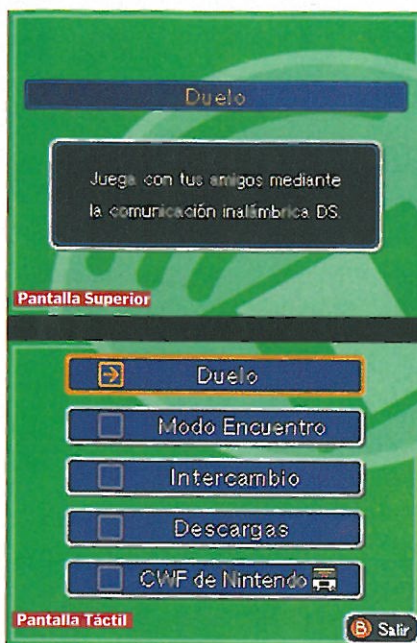 Duelo
Juega con tus amigos mediante
la comunicación inalámbrica DS.
Pantalla Superior
Duelo
Modo Encuentro
Intercambio
Descargas
CWF de Nintendo
Pantalla Táctil
B Salir